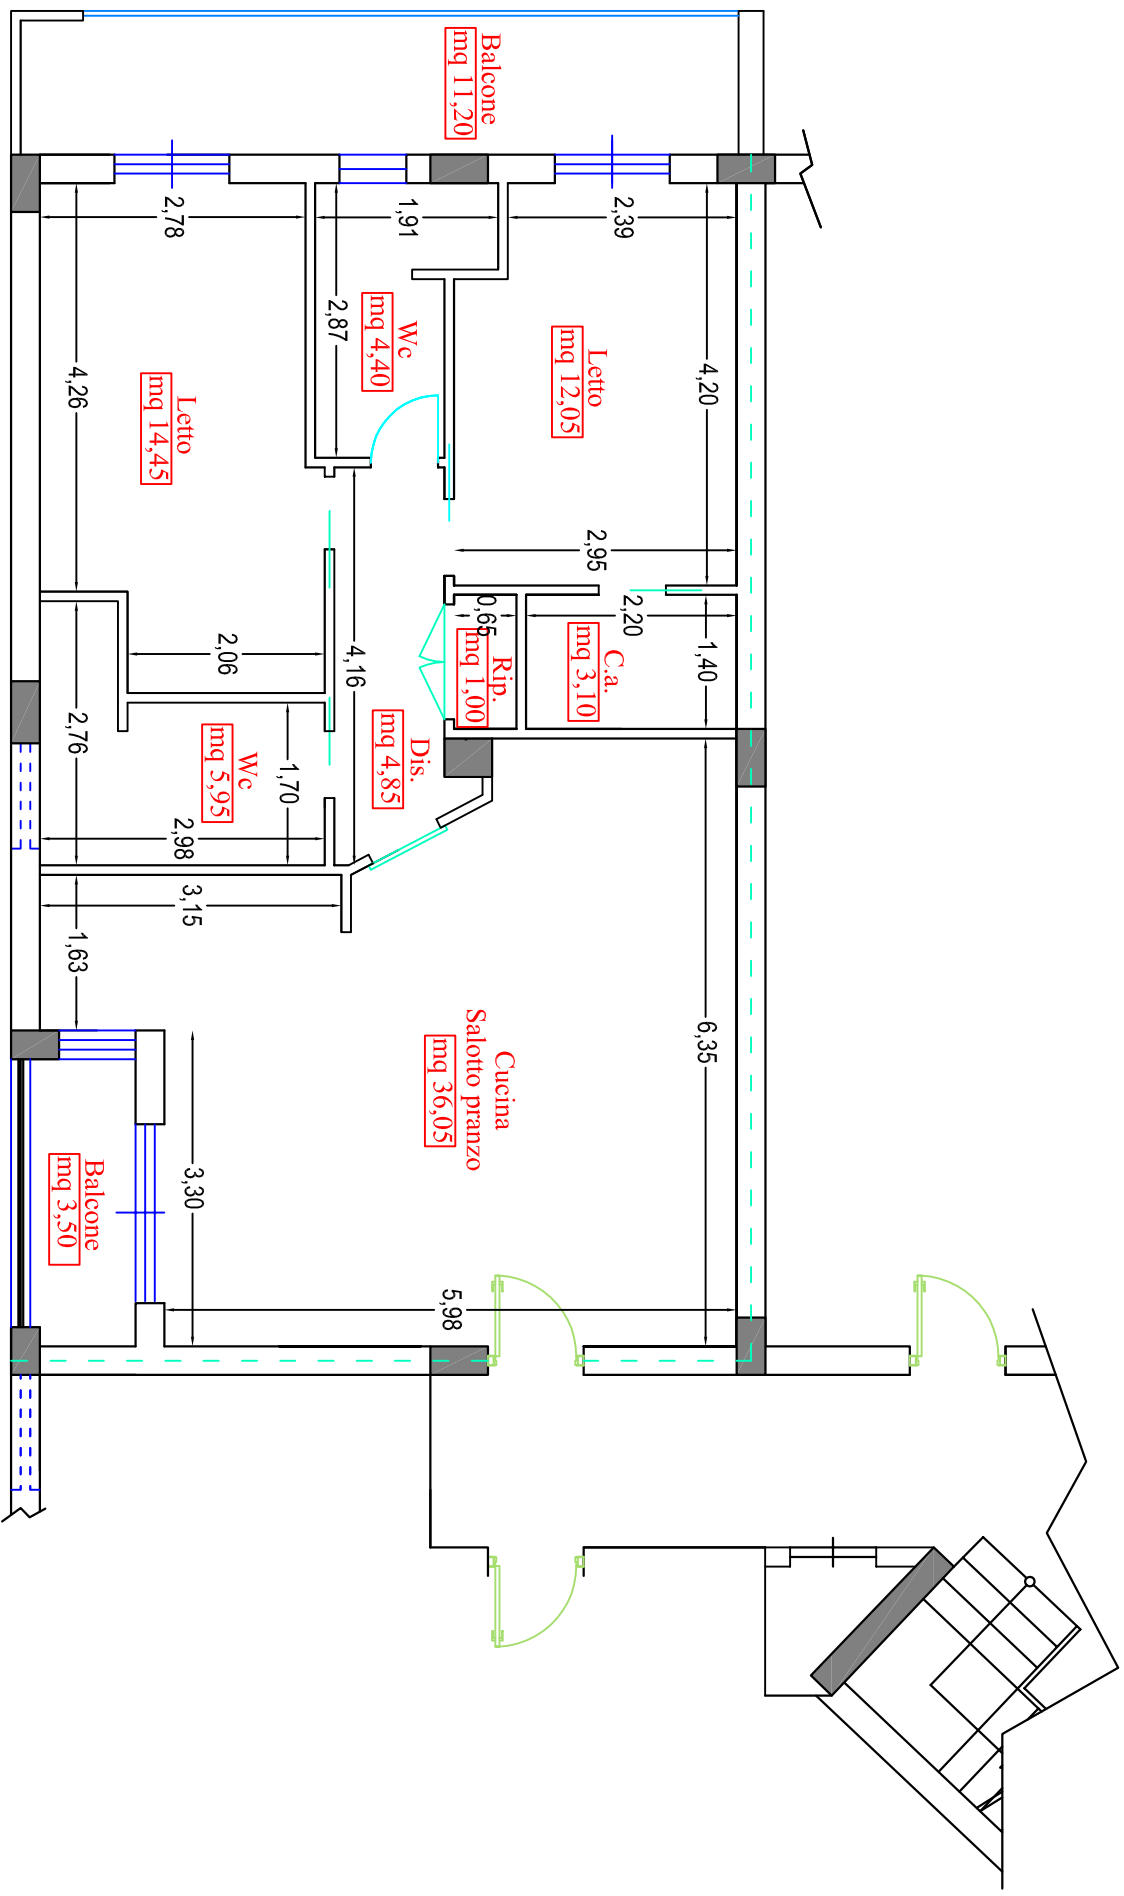 Balcone
mq 11,20
2,78
1,91
2,39
4,26
2,87
4,20
Wc
mq 4,40
Letto
mq 12,05
Letto
mq 14,45
2,95
2,20
1,40
0,65
Rip.
mq 1,00
C.a.
mq 3,10
2,06
4,16
2,76
Wc
mq 5,95
1,70
Dis.
mq 4,85
2,98
3,15
1,63
6,35
Cucina
Salotto pranzo
mq 36,05
Balcone
mq 3,50
3,30
5,98